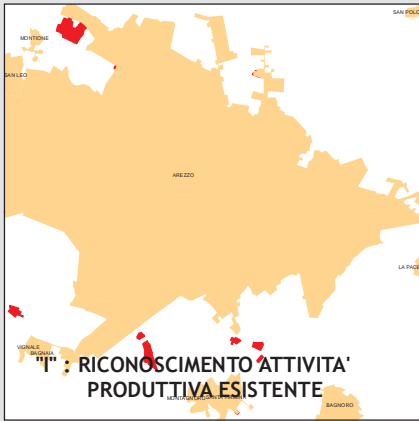 SAN POLO
MONTIONE
SAN LEO
AREZZO
LA PACE
VIGNALE
BAGNAIA
"I" : RICONOSCIMENTO ATTIVITA'
PRODUTTIVA ESISTENTE
BAGNORO